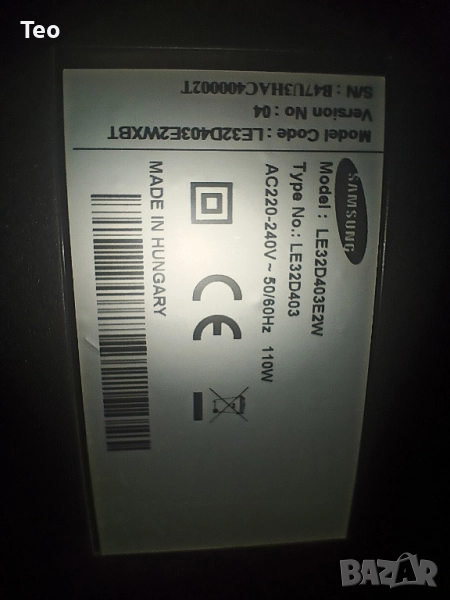 Teo
SAMSUNG
Model : LE32D403E2W
Type No.: LE32D403
AC220-240V ~ 50/60Hz 110W
MADE IN HUNGARY
Model Code : LE32D403E2WXBT
Version No : 04
S/N : B47U3HAC400002T
BAZAR